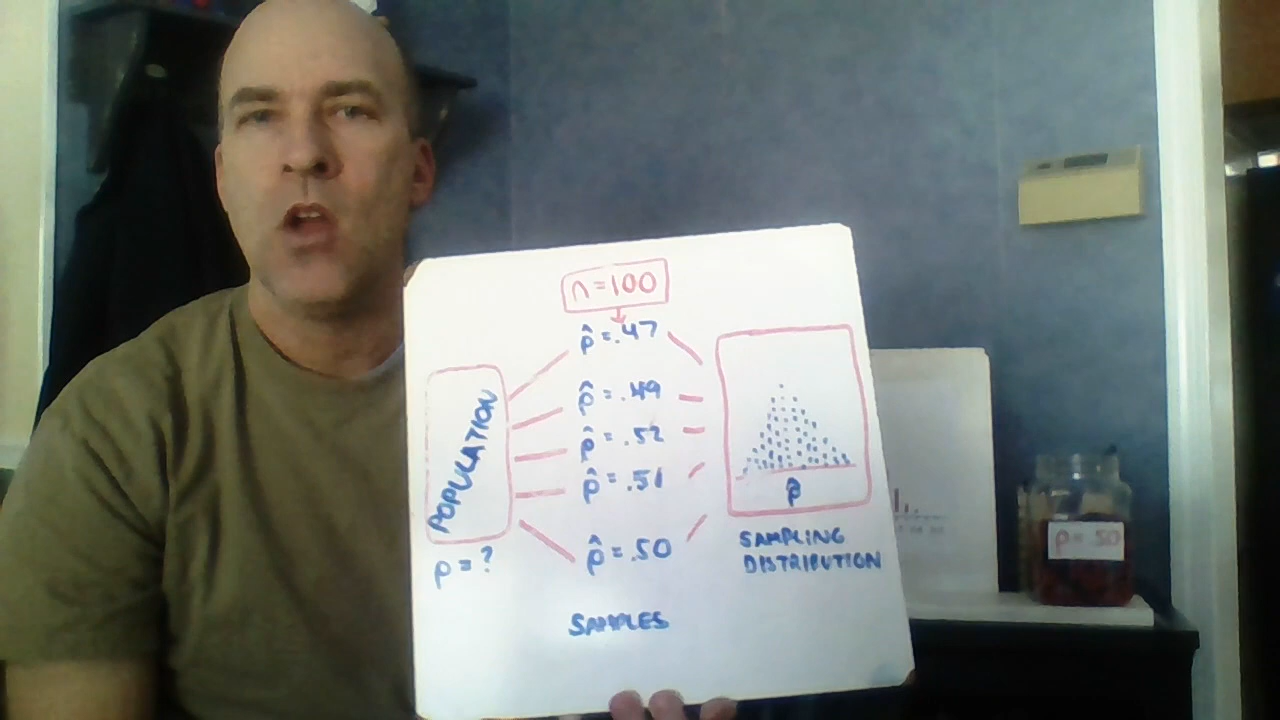 n=100
p̂=.47
p̂=.49
p̂=.52
p̂=.51
p̂=.50
POPULATION
p=?
SAMPLES
p̂
SAMPLING
DISTRIBUTION
p=.50